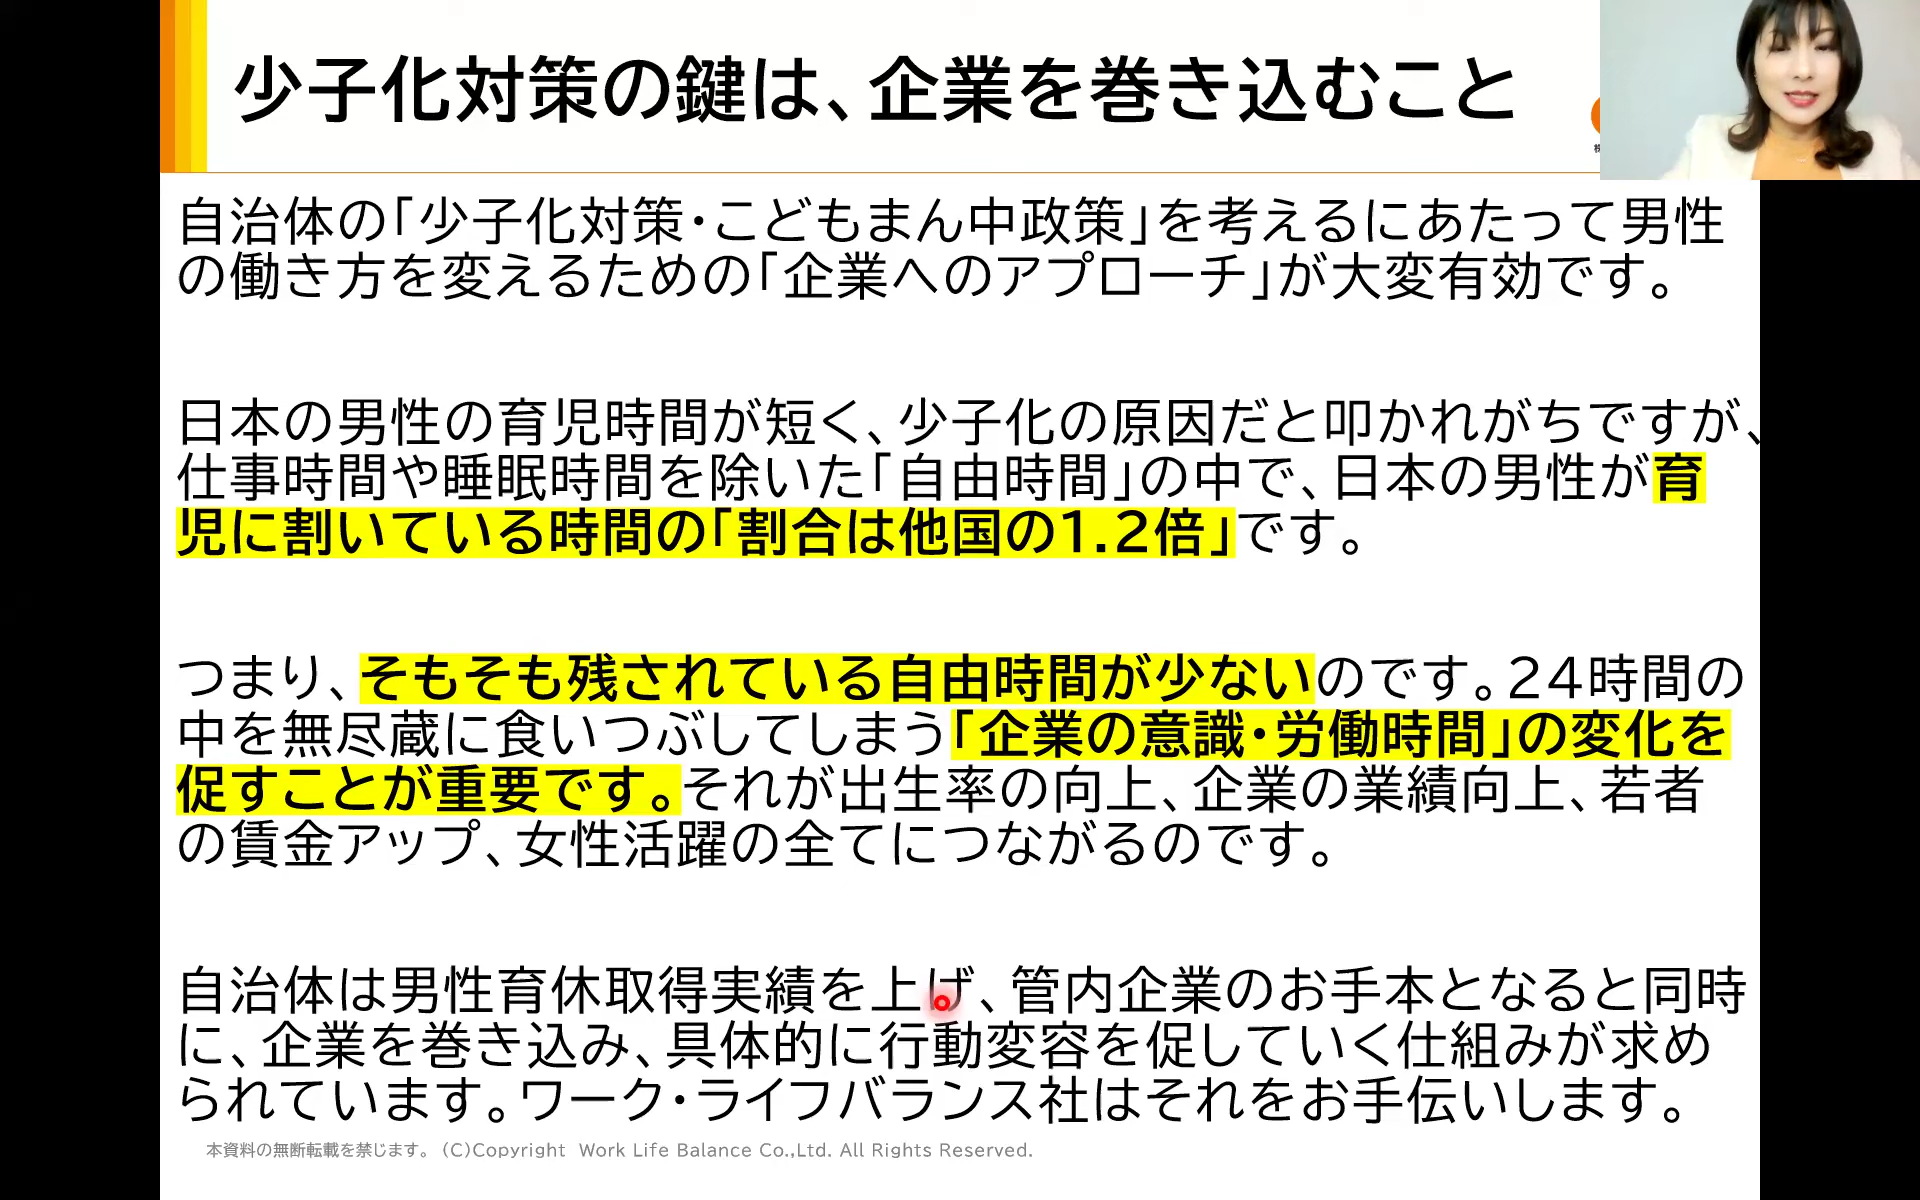 少子化対策の鍵は、企業を巻き込むこと
株
自治体の「少子化対策・こどもまん中政策」を考えるにあたって男性
の働き方を変えるための「企業へのアプローチ」が大変有効です。
日本の男性の育児時間が短く、少子化の原因だと叩かれがちですが、
仕事時間や睡眠時間を除いた「自由時間」の中で、日本の男性が育
児に割いている時間の「割合は他国の1.2倍」です。
つまり、そもそも残されている自由時間が少ないのです。24時間の
中を無尽蔵に食いつぶしてしまう「企業の意識・労働時間」の変化を
促すことが重要です。それが出生率の向上、企業の業績向上、若者
の賃金アップ、女性活躍の全てにつながるのです。
自治体は男性育休取得実績を上げ、管内企業のお手本となると同時
に、企業を巻き込み、具体的に行動変容を促していく仕組みが求め
られています。ワーク・ライフバランス社はそれをお手伝いします。
本資料の無断転載を禁じます。 (C)Copyright Work Life Balance Co.,Ltd. All Rights Reserved.